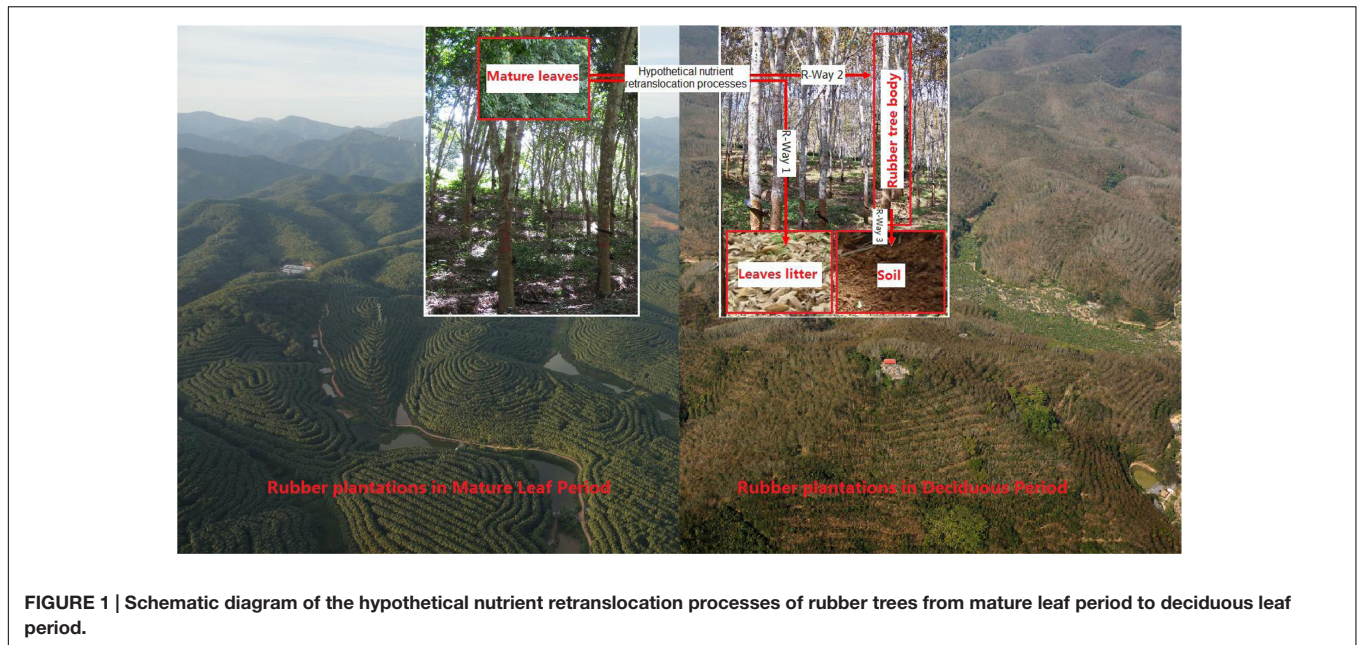 Mature leaves
Hypothetical nutrient
retranslocation processes
R-Way 2
R-Way 1
Rubber tree body
R-Way 3
Leaves litter
Soil
Rubber plantations in Mature Leaf Period
Rubber plantations in Deciduous Period
FIGURE 1 | Schematic diagram of the hypothetical nutrient retranslocation processes of rubber trees from mature leaf period to deciduous leaf
period.